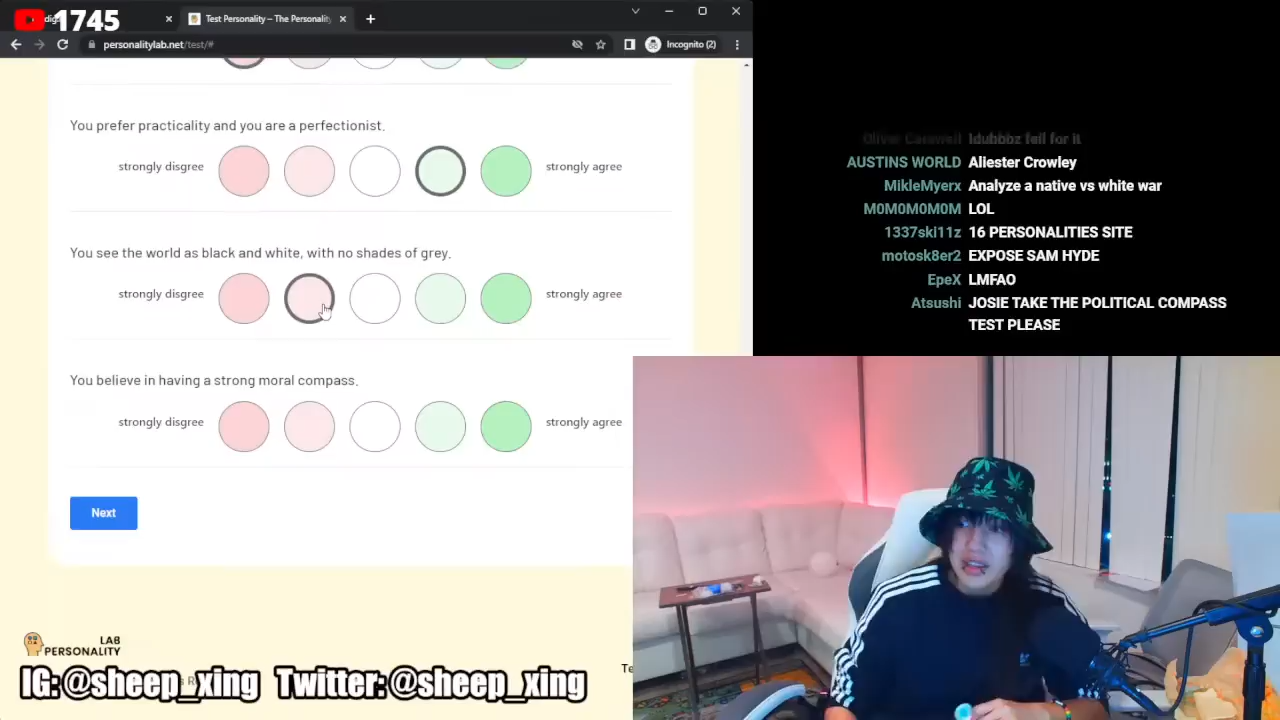 1745
Test Personality – The Personality
personalitylab.net/test/#
Incognito (2)
You prefer practicality and you are a perfectionist.
strongly disgree
strongly agree
You see the world as black and white, with no shades of grey.
strongly disgree
strongly agree
You believe in having a strong moral compass.
strongly disgree
strongly agree
Next
LAB
PERSONALITY
IG:@sheep_xing Twitter:@sheep_xing
Idubbbz fell for it
AUSTINS WORLD Aliester Crowley
MikleMyerx Analyze a native vs white war
M0M0M0M0M LOL
1337ski11z 16 PERSONALITIES SITE
motosk8er2 EXPOSE SAM HYDE
EpeX LMFAO
Atsushi JOSIE TAKE THE POLITICAL COMPASS
TEST PLEASE